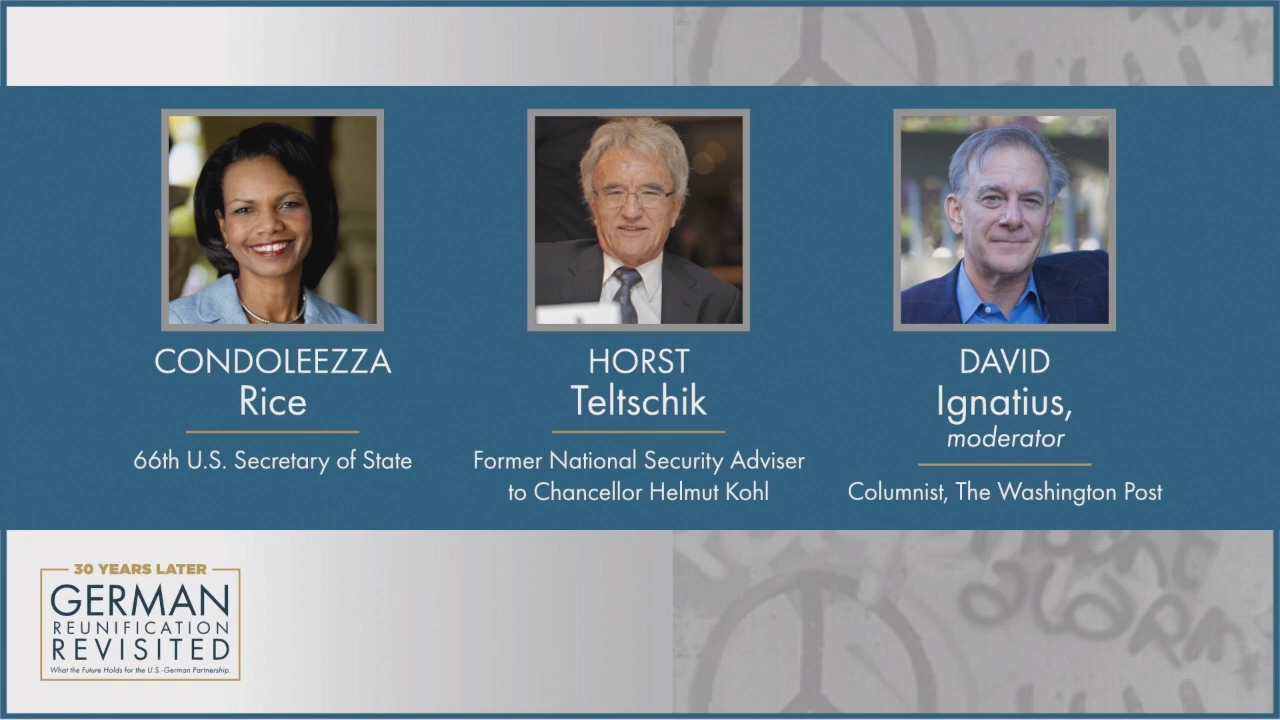 CONDOLEEZZA
Rice
66th U.S. Secretary of State
HORST
Teltschik
Former National Security Adviser
to Chancellor Helmut Kohl
DAVID
Ignatius,
moderator
Columnist, The Washington Post
30 YEARS LATER
GERMAN
REUNIFICATION
REVISITED
What the Future Holds for the U.S.-German Partnership.